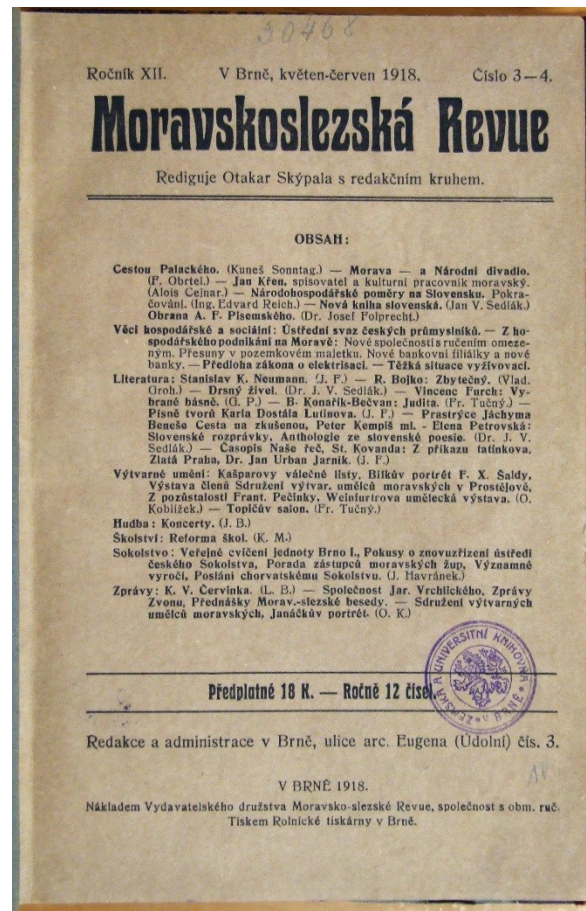 30468
Ročník XII. V Brně, květen-červen 1918. Číslo 3—4.
Moravskoslezská Revue
Rediguje Otakar Skýpala s redakčním kruhem.
OBSAH:
Cestou Palackého. (Kuneš Sonntag.) — Morava — a Národní divadlo.
(F. Obrtel.) — Jan Křen, spisovatel a kulturní pracovník moravský.
(Alois Cejnar.) — Národohospodářské poměry na Slovensku. Pokra-
čování. (Ing. Edvard Reich.) — Nová kniha slovenská. (Jan V. Sedlák.)
Obrana A. F. Písemského. (Dr. Josef Folprecht.)
Věci hospodářské a sociální: Ústřední svaz českých průmyslníků. — Z ho-
spodářského podnikání na Moravě: Nové společnosti s ručením omeze-
ným. Přesuny v pozemkovém majetku. Nové bankovní filiálky a nové
banky. — Předloha zákona o elektrisaci. — Těžká situace vyživovací.
Literatura: Stanislav K. Neumann. (J. F.) — R. Bojko: Zbytečný. (Vlad.
Groh.) — Drsný živel. (Dr. J. V. Sedlák.) — Vincenc Furch: Vy-
brané básně. (G. P.) — B. Konařík-Bečvan: Judita. (Fr. Tučný.) —
Písně tvorů Karla Dostála Lutinova. (J. F.) — Prastrýce Jáchyma
Beneše Cesta na zkušenou, Peter Kempiš ml. - Elena Petrovská:
Slovenské rozprávky, Anthologie ze slovenské poesie. (Dr. J. V.
Sedlák.) — Časopis Naše řeč, St. Kovanda: Z příkazu tatínkova,
Zlatá Praha, Dr. Jan Urban Jarník. (J. F.)
Výtvarné umění: Kašparovy válečné listy, Bílkův portrét F. X. Šaldy,
Výstava členů Sdružení výtvar. umělců moravských v Prostějově,
Z pozůstalosti Frant. Pečinky, Weinfurtrova umělecká výstava. (O.
Koblížek.) — Topičův salon. (Fr. Tučný.)
Hudba: Koncerty. (J. B.)
Školství: Reforma škol. (K. M.)
Sokolstvo: Veřejné cvičení jednoty Brno I., Pokusy o znovuzřízení ústředí
českého Sokolstva, Porada zástupců moravských žup, Významné
vyročí, Poslání chorvatskému Sokolstvu. (J. Havránek.)
Zprávy: K. V. Červinka. (L. B.) — Společnost Jar. Vrchlického, Zprávy
Zvonu, Přednášky Morav.-slezské besedy. — Sdružení výtvarných
umělců moravských, Janáčkův portrét. (O. K.)
ZEMSKÁ A UNIVERSITNÍ KNIHOVNA V BRNĚ
Předplatné 18 K. — Ročně 12 čísel.
Redakce a administrace v Brně, ulice arc. Eugena (Údolní) čís. 3.
V BRNĚ 1918.
Nákladem Vydavatelského družstva Moravsko-slezské Revue, společnost s obm. ruč.
Tiskem Rolnické tiskárny v Brně.